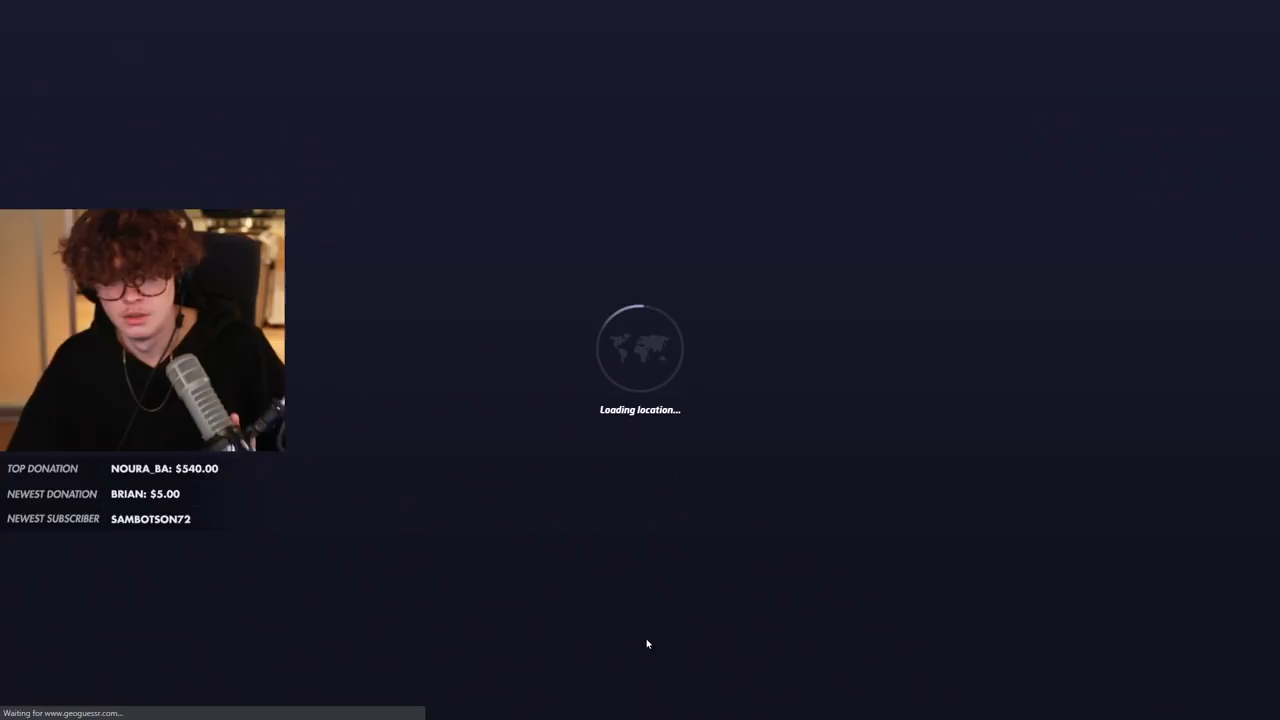 Loading location...
TOP DONATION NOURA_BA: $540.00
NEWEST DONATION BRIAN: $5.00
NEWEST SUBSCRIBER SAMBOTSON72
Waiting for www.geoguessr.com...